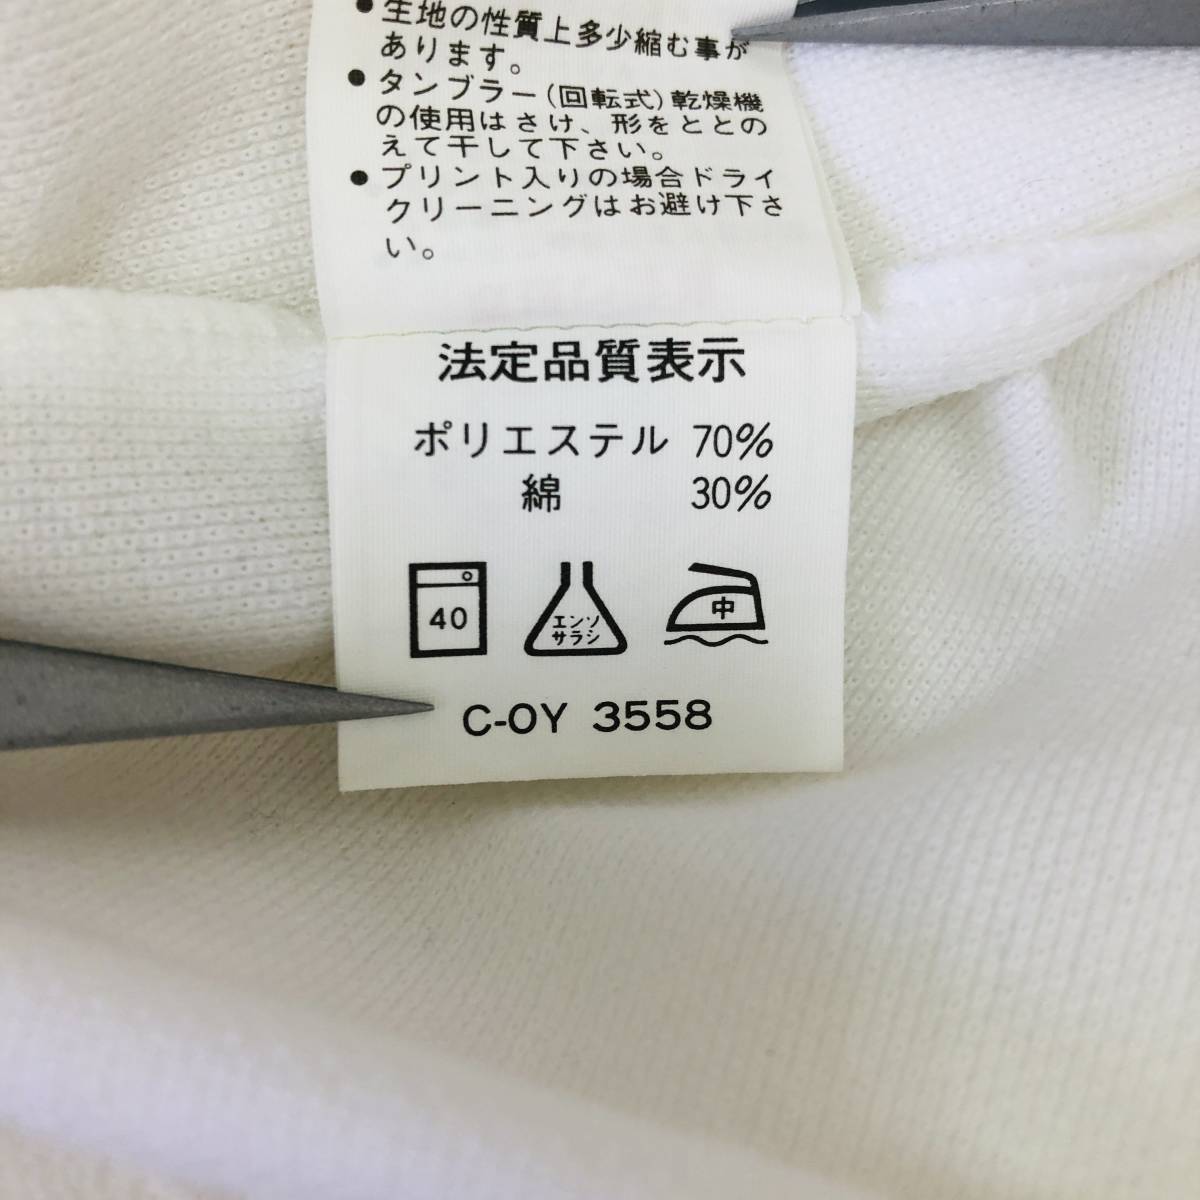 ●生地の性質上多少縮む事が
あります。
●タンブラー(回転式)乾燥機
の使用はさけ、形をととの
えて干して下さい。
●プリント入りの場合ドライ
クリーニングはお避け下さ
い。
法定品質表示
ポリエステル 70%
綿 30%
40
エンソ
サラシ
中
C-OY 3558